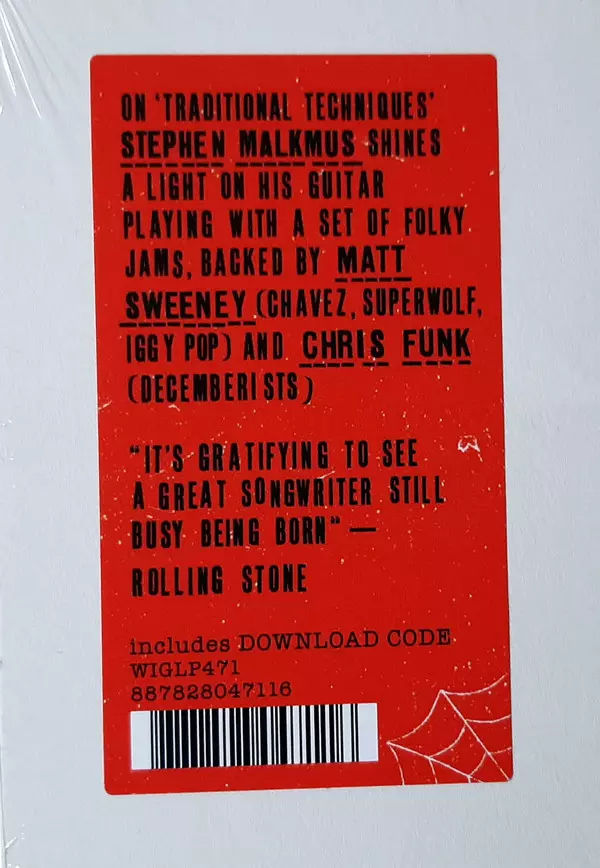 ON 'TRADITIONAL TECHNIQUES'
STEPHEN MALKMUS SHINES
A LIGHT ON HIS GUITAR
PLAYING WITH A SET OF FOLKY
JAMS, BACKED BY MATT
SWEENEY (CHAVEZ, SUPERWOLF,
IGGY POP) AND CHRIS FUNK
(DECEMBERISTS)
"IT'S GRATIFYING TO SEE
A GREAT SONGWRITER STILL
BUSY BEING BORN" —
ROLLING STONE
includes DOWNLOAD CODE
WIGLP471
887828047116